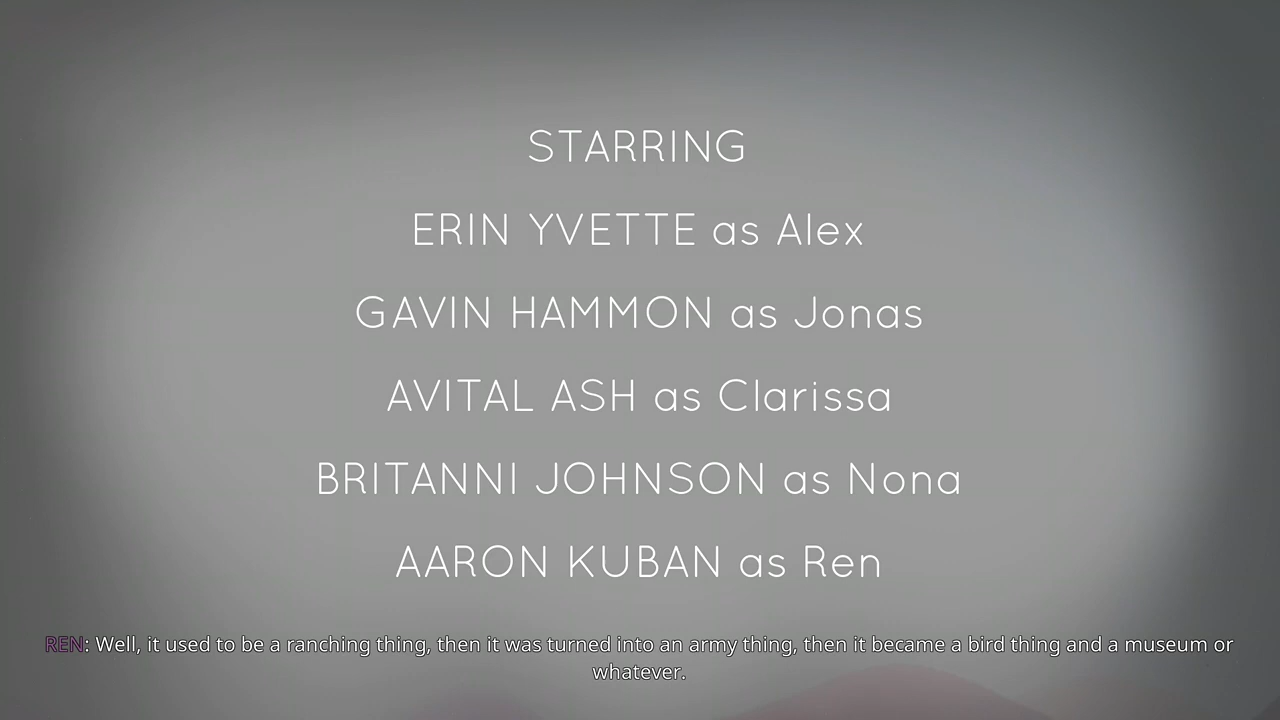 STARRING
ERIN YVETTE as Alex
GAVIN HAMMON as Jonas
AVITAL ASH as Clarissa
BRITANNI JOHNSON as Nona
AARON KUBAN as Ren
REN: Well, it used to be a ranching thing, then it was turned into an army thing, then it became a bird thing and a museum or
whatever.